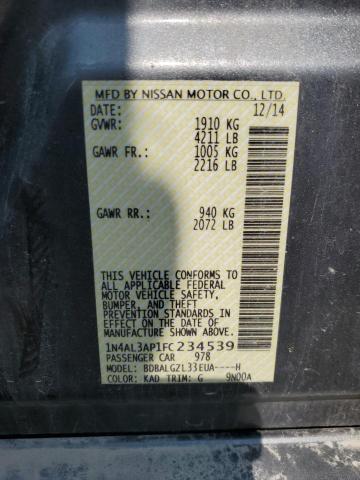 MFD BY NISSAN MOTOR CO., LTD.
DATE: 12/14
GVWR: 1910 KG
4211 LB
GAWR FR.: 1005 KG
2216 LB
GAWR RR.: 940 KG
2072 LB
THIS VEHICLE CONFORMS
TO ALL APPLICABLE FEDERAL
MOTOR VEHICLE SAFETY,
BUMPER, AND THEFT
PREVENTION STANDARDS IN
EFFECT ON THE DATE OF
MANUFACTURE SHOWN ABOVE.
1N4AL3AP1FC234539
PASSENGER CAR 978
MODEL: BDBALGZL33EUA----H
COLOR: KAD TRIM: G 9N00A